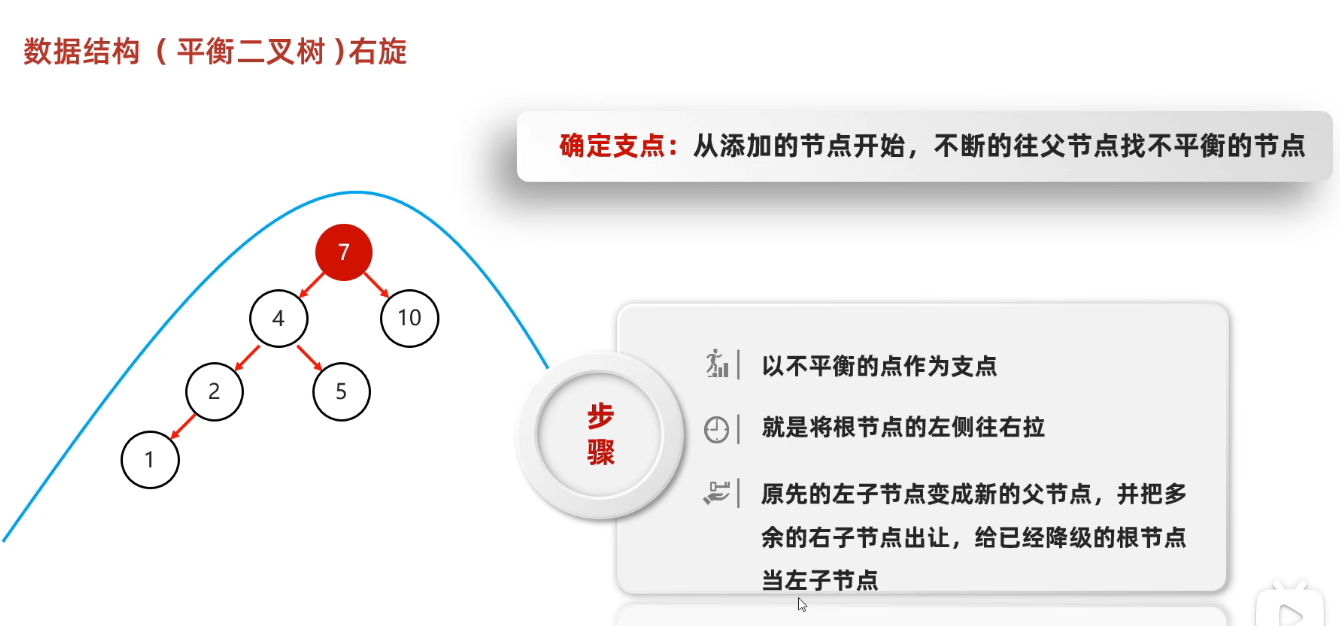 数据结构（平衡二叉树）右旋
确定支点：从添加的节点开始，不断的往父节点找不平衡的节点
7
4
10
2
5
1
步
骤
以不平衡的点作为支点
就是将根节点的左侧往右拉
原先的左子节点变成新的父节点，并把多
余的右子节点出让，给已经降级的根节点
当左子节点